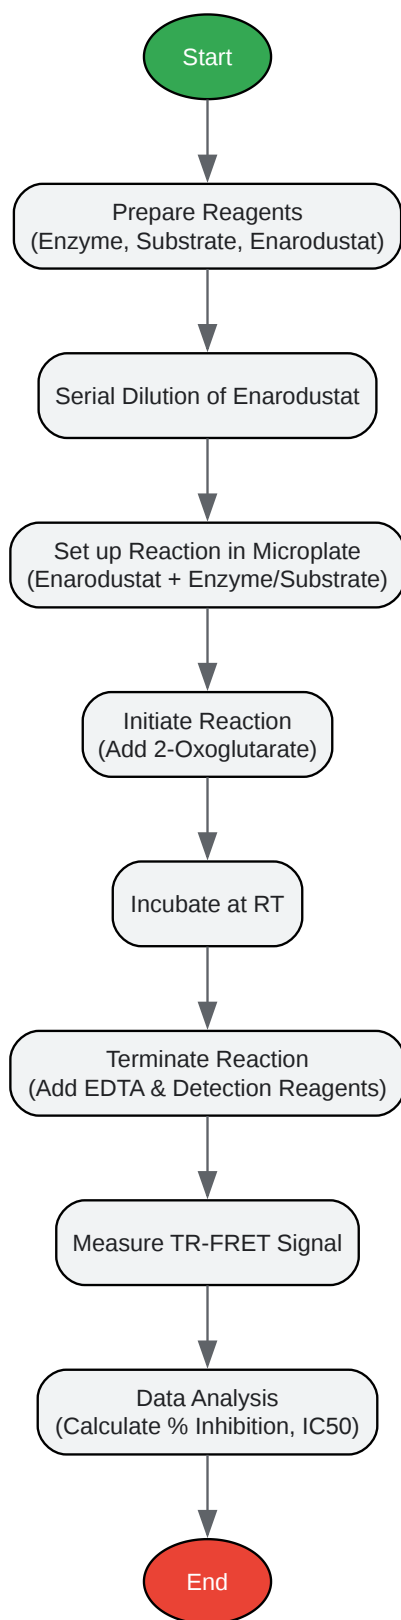 Start
Prepare Reagents
(Enzyme, Substrate, Enarodustat)
Serial Dilution of Enarodustat
Set up Reaction in Microplate
(Enarodustat + Enzyme/Substrate)
Initiate Reaction
(Add 2-Oxoglutarate)
Incubate at RT
Terminate Reaction
(Add EDTA & Detection Reagents)
Measure TR-FRET Signal
Data Analysis
(Calculate % Inhibition, IC50)
End